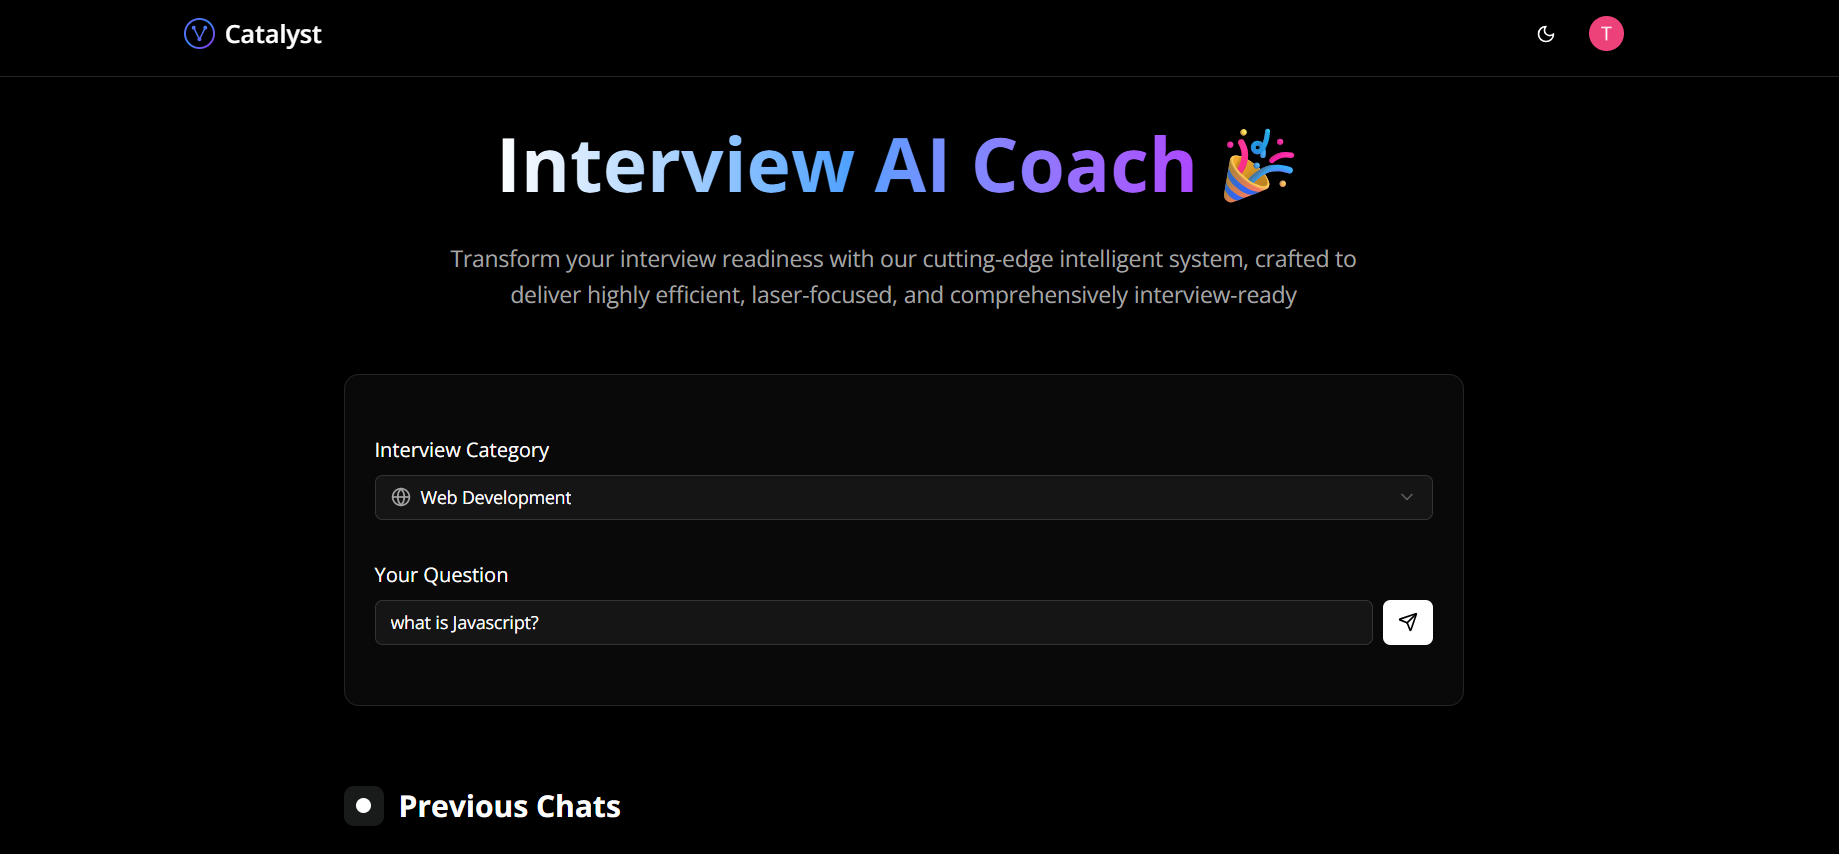 Catalyst
T
Interview AI Coach 🎉
Transform your interview readiness with our cutting-edge intelligent system, crafted to
deliver highly efficient, laser-focused, and comprehensively interview-ready
Interview Category
Web Development
Your Question
what is Javascript?
Previous Chats